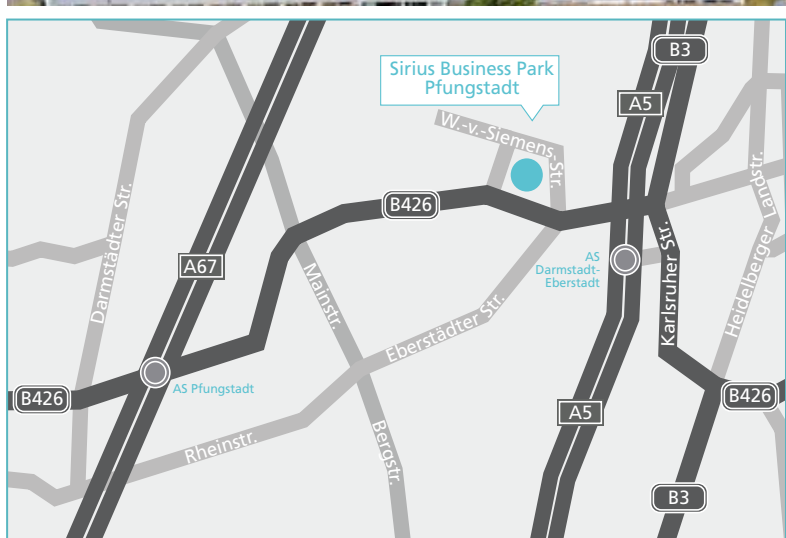 B3
Sirius Business Park
Pfungstadt
A5
W.-v.-Siemens-Str.
B426
Darmstädter Str.
Heidelberger Landstr.
A67
Mainstr.
AS
Darmstadt-
Eberstadt
Karlsruher Str.
Eberstädter Str.
AS Pfungstadt
B426
B426
A5
Rheinstr.
Bergstr.
B3